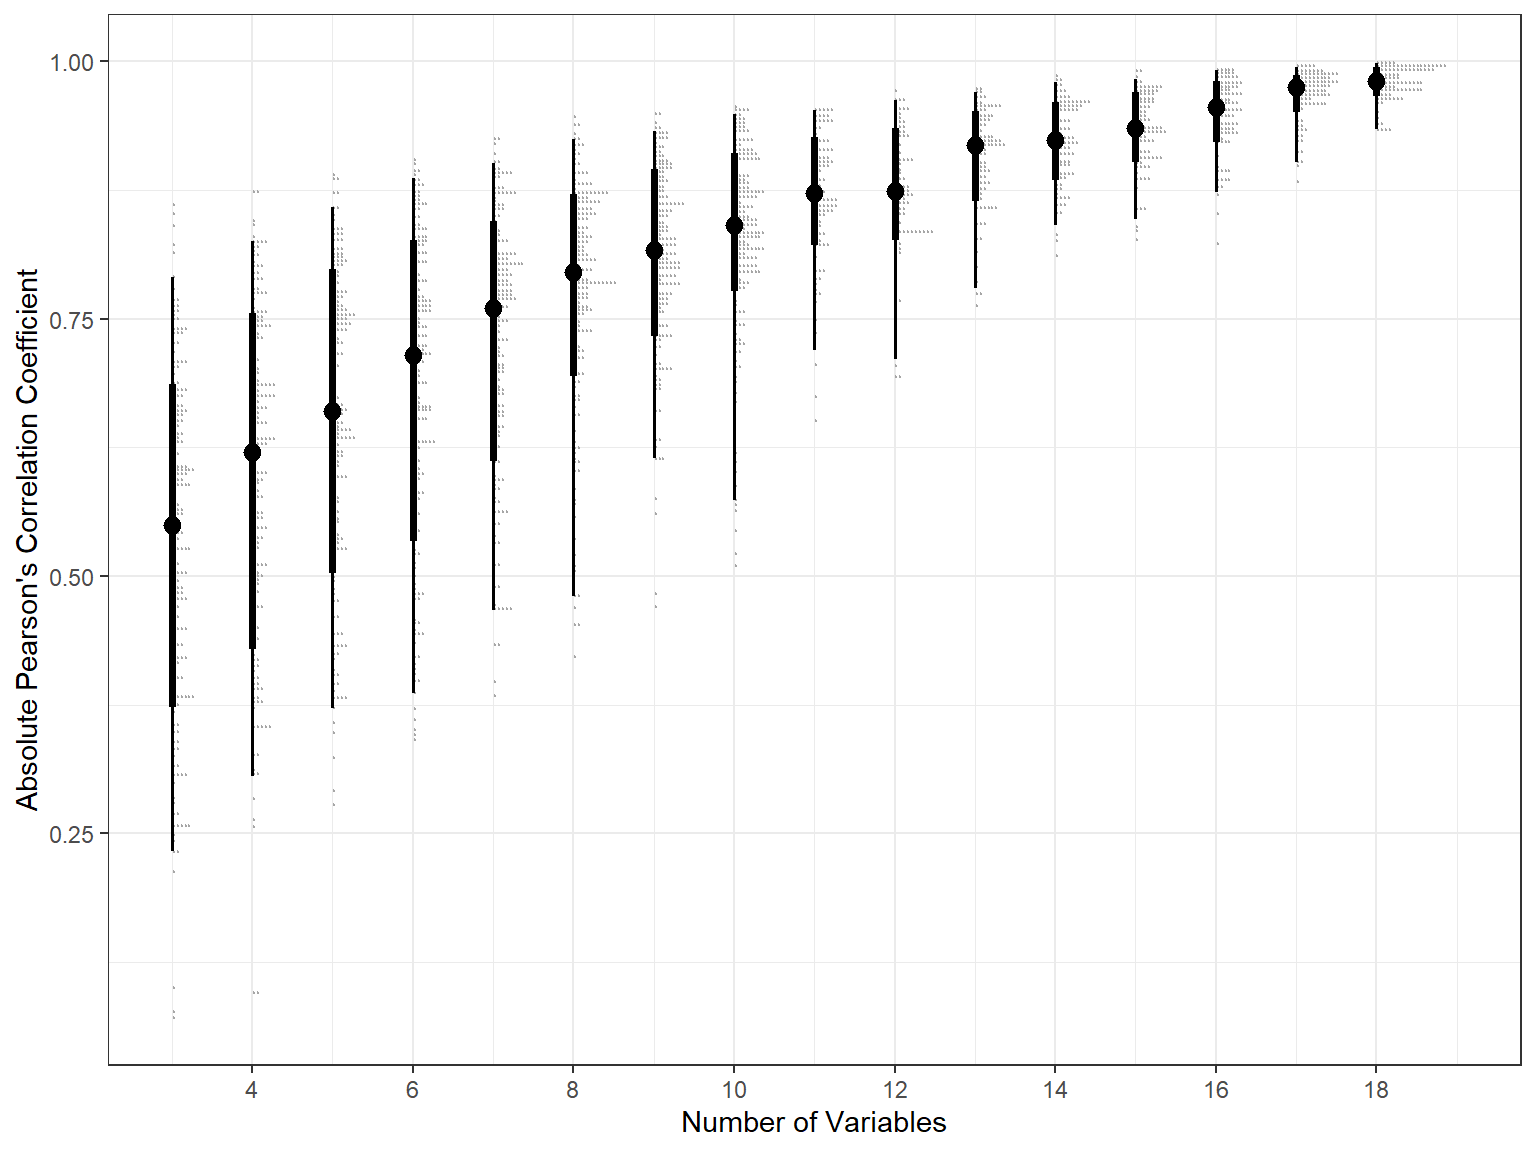 Absolute Pearson's Correlation Coefficient
1.00
0.75
0.50
0.25
4 6 8 10 12 14 16 18
Number of Variables